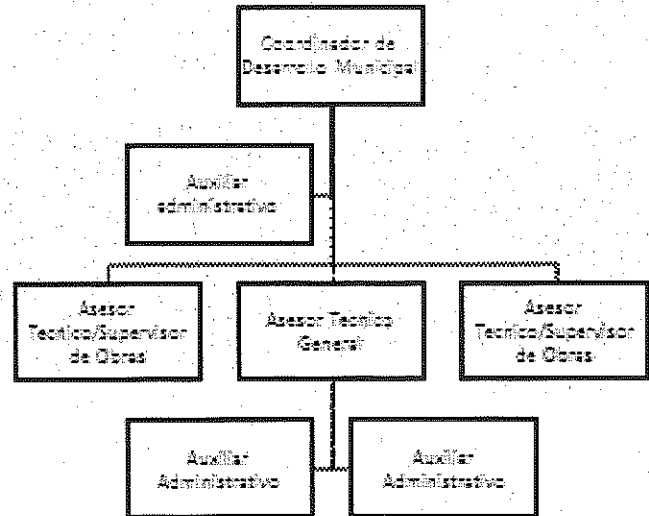 Coordinador de
Desarrollo Municipal
Auxiliar
administrativo
Asesor
Tecnico/Supervisor
de Obras
Asesor Tecnico
General
Asesor
Tecnico/Supervisor
de Obras
Auxiliar
Administrativo
Auxiliar
Administrativo